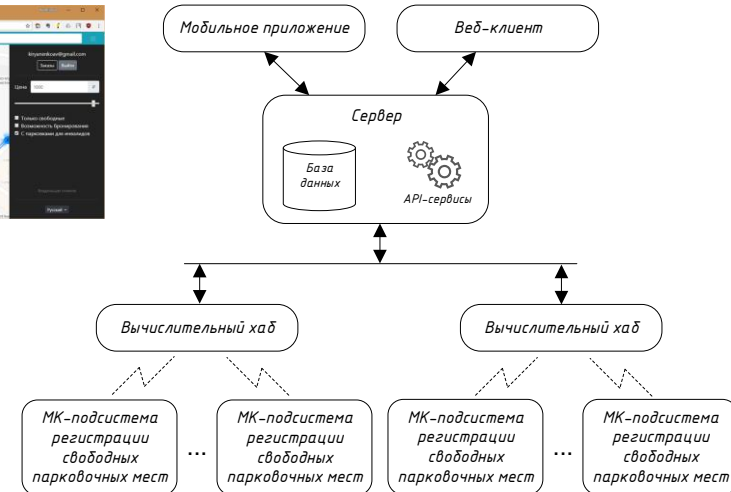 Мобильное приложение
Веб-клиент
Сервер
База
данных
API-сервисы
Вычислительный хаб
Вычислительный хаб
МК-подсистема
регистрации
свободных
парковочных мест
...
МК-подсистема
регистрации
свободных
парковочных мест
МК-подсистема
регистрации
свободных
парковочных мест
...
МК-подсистема
регистрации
свободных
парковочных мест
Заказы Выйти
Цена
Только свободные
Возможность бронирования
С парковками для инвалидов
Русский